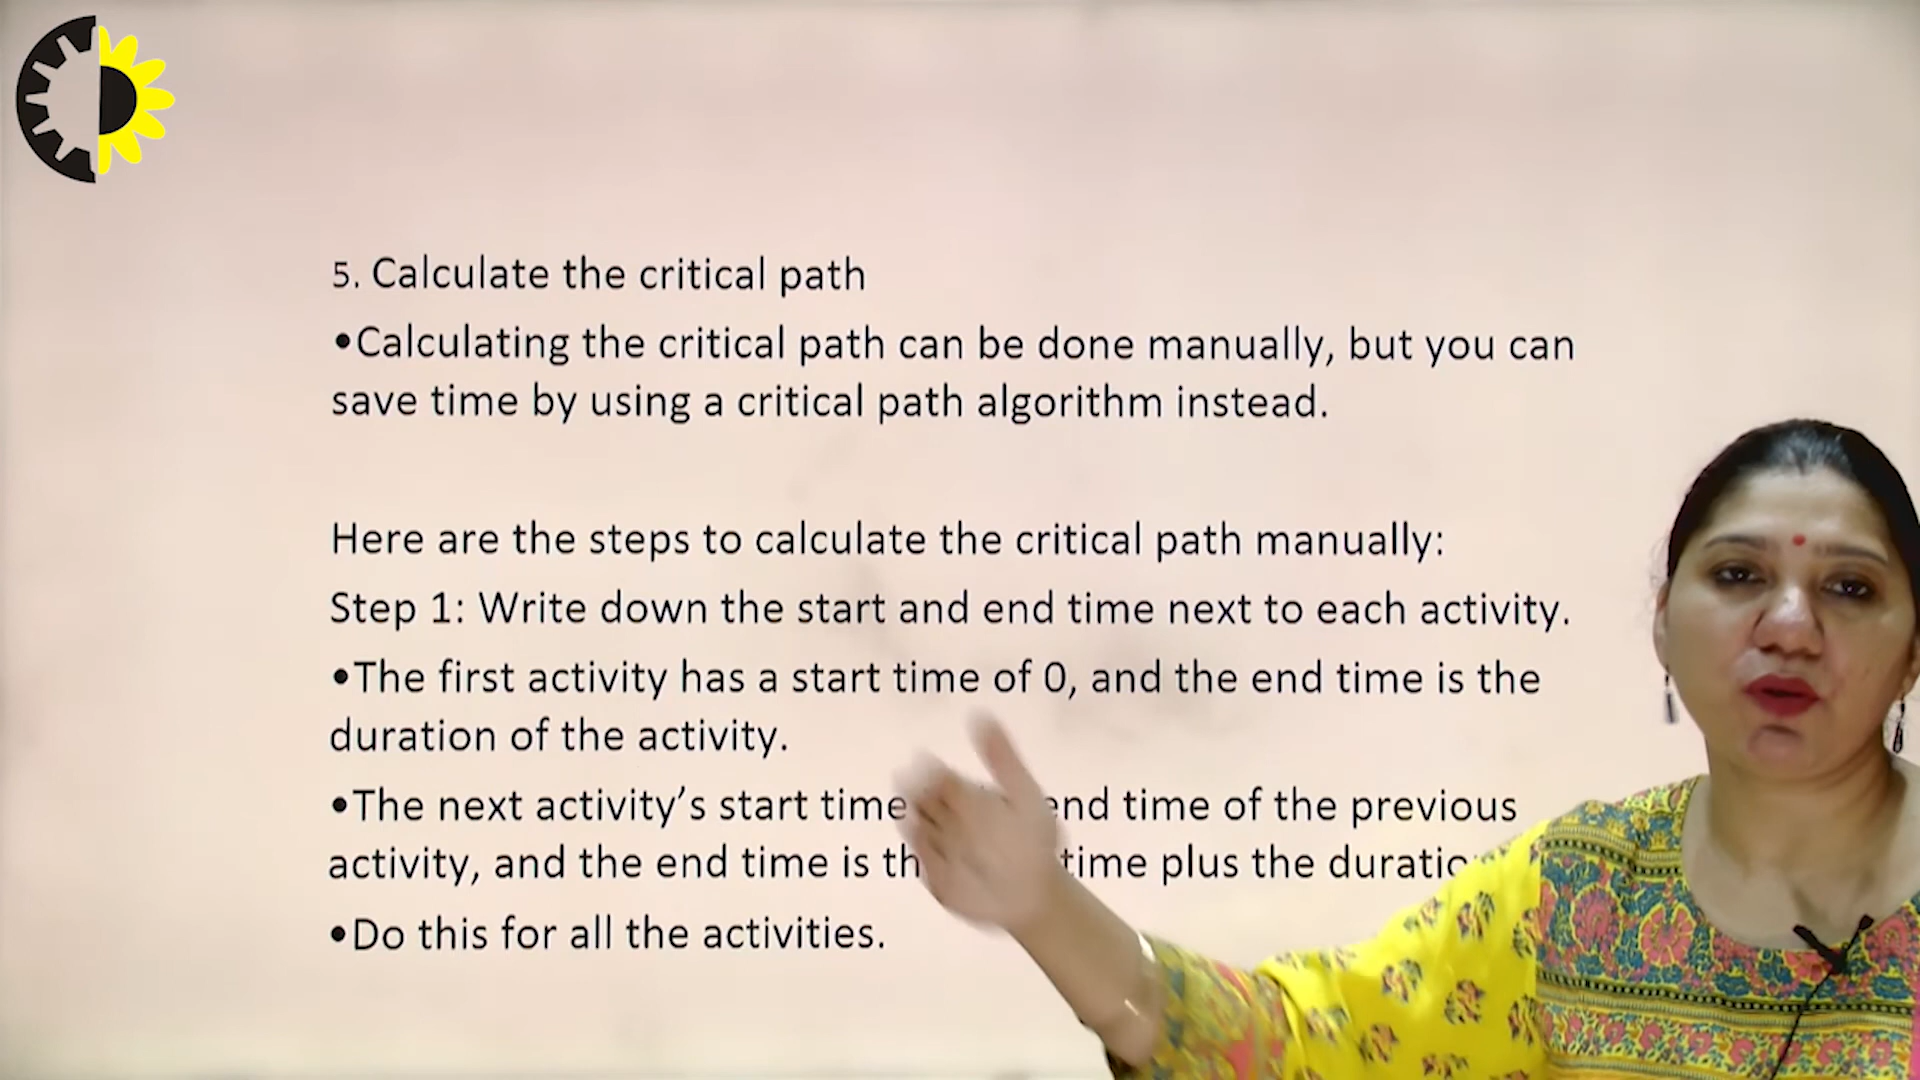 5. Calculate the critical path
•Calculating the critical path can be done manually, but you can
save time by using a critical path algorithm instead.
Here are the steps to calculate the critical path manually:
Step 1: Write down the start and end time next to each activity.
•The first activity has a start time of 0, and the end time is the
duration of the activity.
•The next activity’s start time end time of the previous
activity, and the end time is time plus the
•Do this for all the activities.